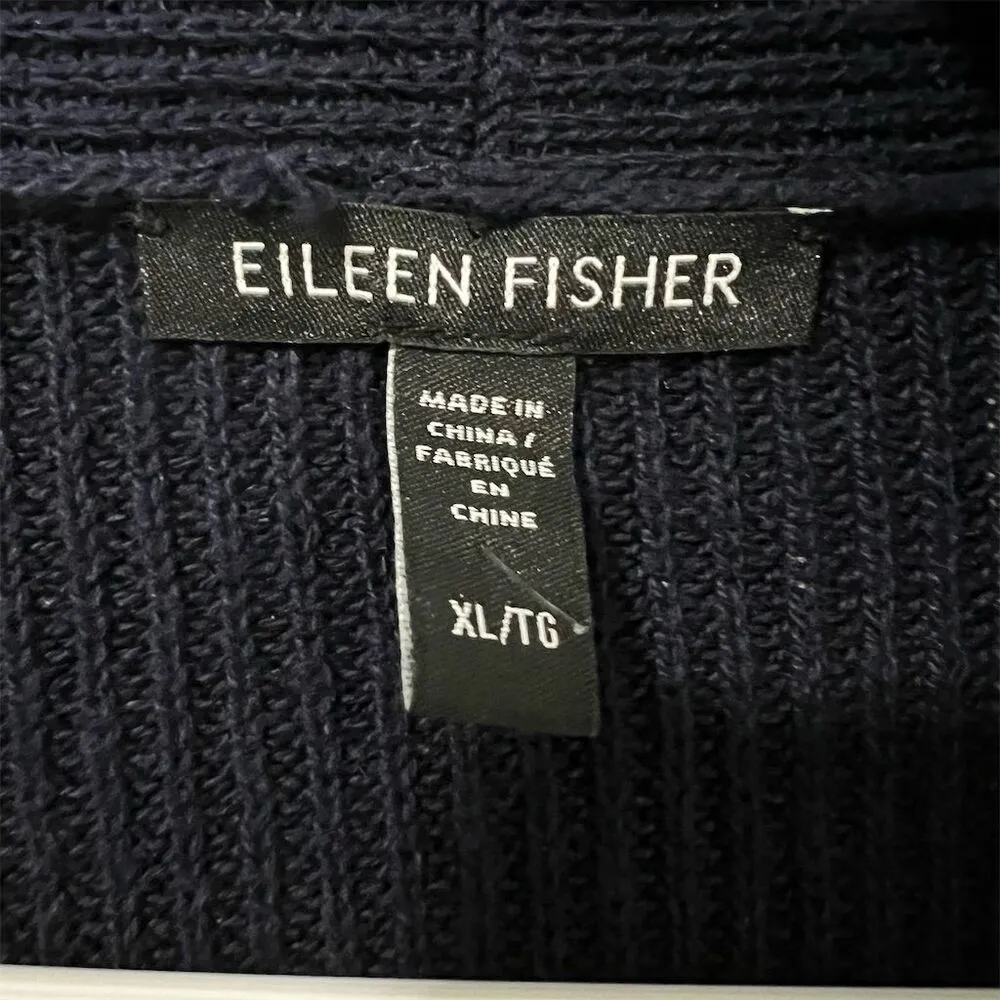 EILEEN FISHER
MADE IN
CHINA /
FABRIQUÉ
EN
CHINE
XL/TG